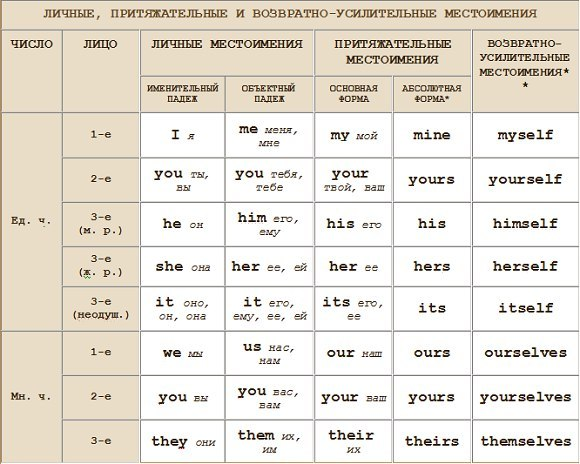 ЛИЧНЫЕ, ПРИТЯЖАТЕЛЬНЫЕ И ВОЗВРАТНО-УСИЛИТЕЛЬНЫЕ МЕСТОИМЕНИЯ
ЧИСЛО ЛИЦО ЛИЧНЫЕ МЕСТОИМЕНИЯ ПРИТЯЖАТЕЛЬНЫЕ МЕСТОИМЕНИЯ ВОЗВРАТНО-УСИЛИТЕЛЬНЫЕ МЕСТОИМЕНИЯ**
ИМЕНИТЕЛЬНЫЙ ПАДЕЖ ОБЪЕКТНЫЙ ПАДЕЖ ОСНОВНАЯ ФОРМА АБСОЛЮТНАЯ ФОРМА*
Ед. ч. 1-е I я me меня, мне my мой mine myself
2-е you ты, вы you тебя, тебе your твой, ваш yours yourself
3-е (м. р.) he он him его, ему his его his himself
3-е (ж. р.) she она her ее, ей her ее hers herself
3-е (неодуш.) it оно, он, она it его, ему, ее, ей its его, ее its itself
Мн. ч. 1-е we мы us нас, нам our наш ours ourselves
2-е you вы you вас, вам your ваш yours yourselves
3-е they они them их, им their их theirs themselves